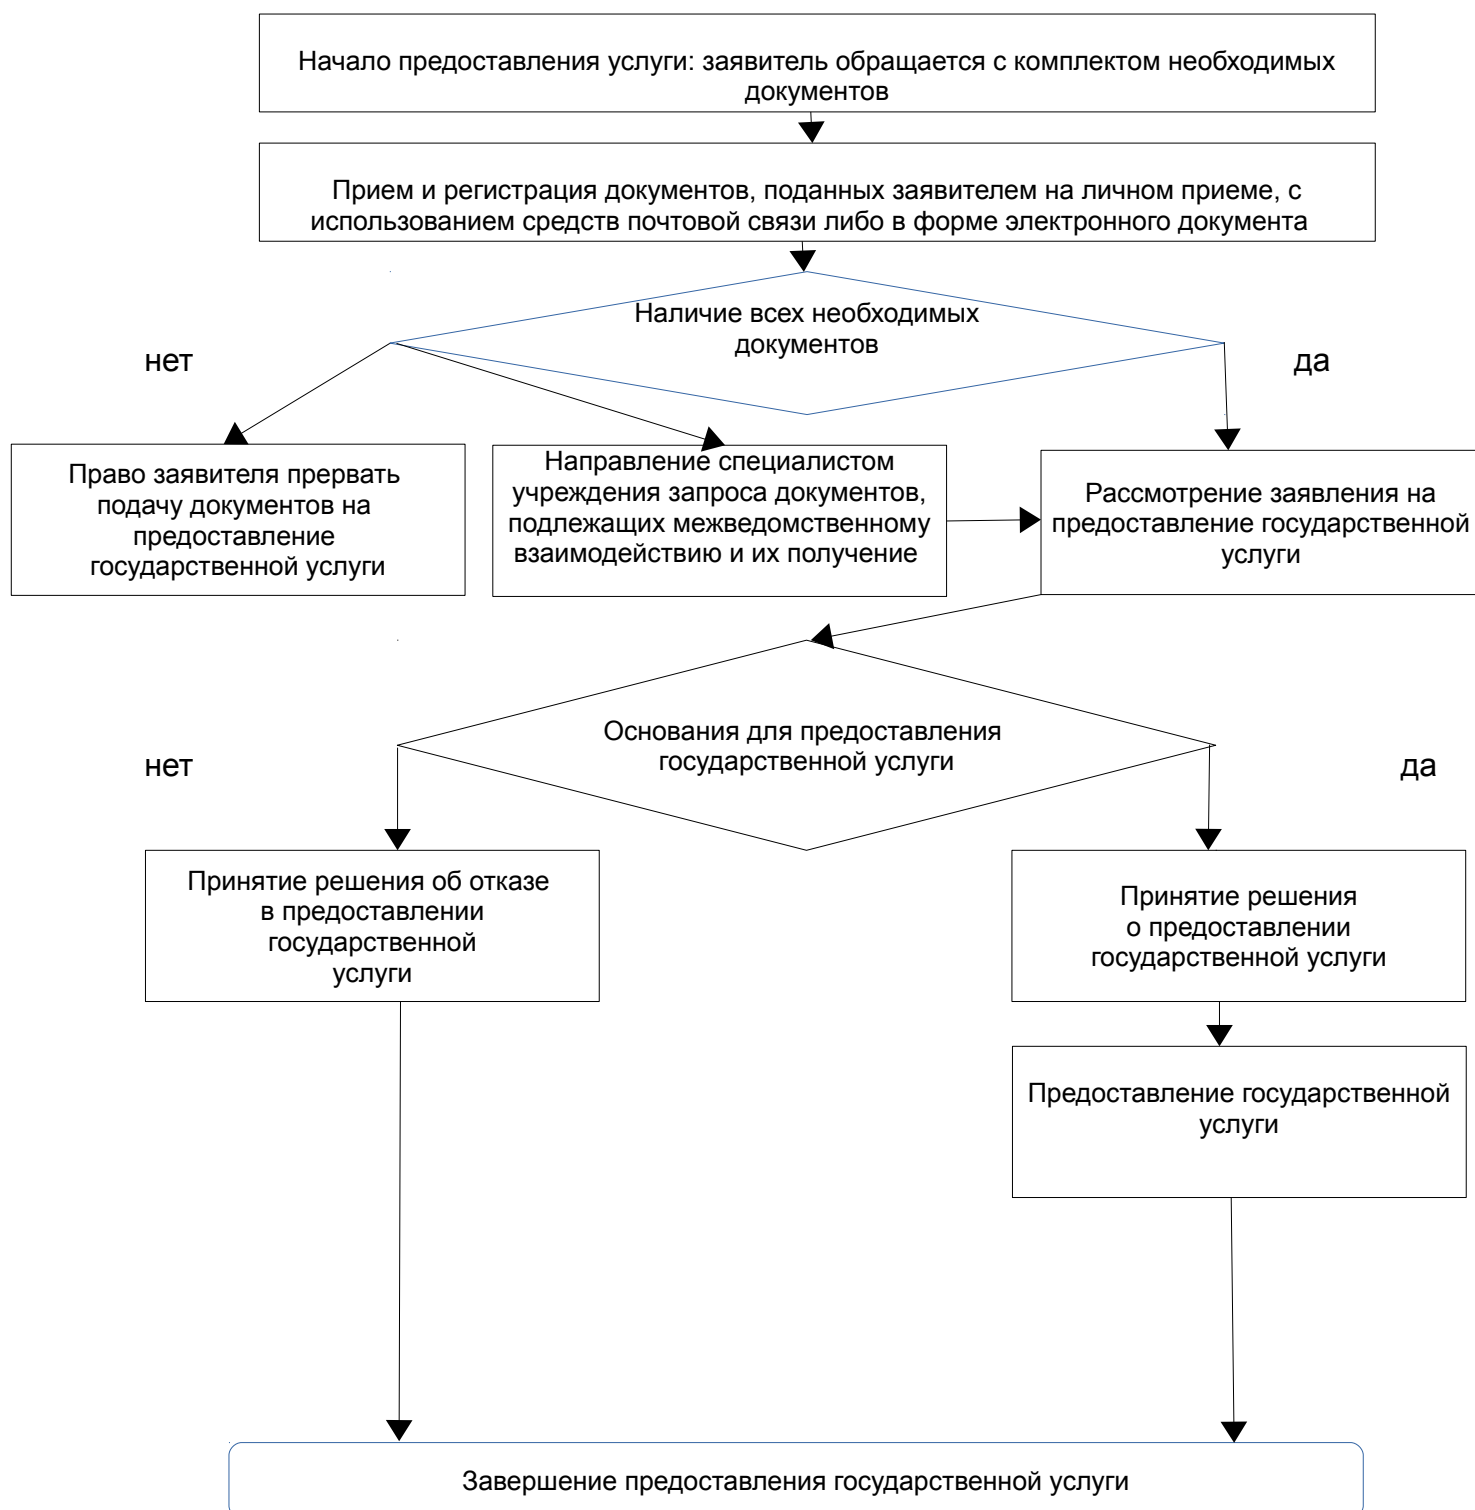 Начало предоставления услуги: заявитель обращается с комплектом необходимых
документов
Прием и регистрация документов, поданных заявителем на личном приеме, с
использованием средств почтовой связи либо в форме электронного документа
Наличие всех необходимых
документов
нет
да
Право заявителя прервать
подачу документов на
предоставление
государственной услуги
Направление специалистом
учреждения запроса документов,
подлежащих межведомственному
взаимодействию и их получение
Рассмотрение заявления на
предоставление государственной
услуги
Основания для предоставления
государственной услуги
нет
да
Принятие решения об отказе
в предоставлении
государственной
услуги
Принятие решения
о предоставлении
государственной услуги
Предоставление государственной
услуги
Завершение предоставления государственной услуги